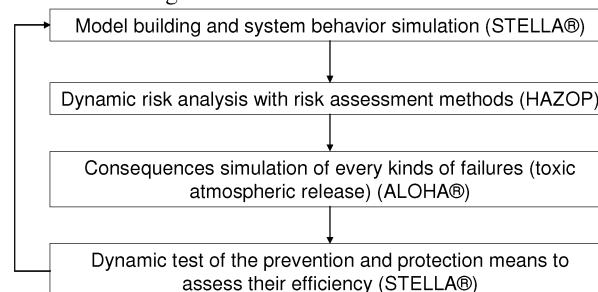 Model building and system behavior simulation (STELLA®)
Dynamic risk analysis with risk assessment methods (HAZOP)
Consequences simulation of every kinds of failures (toxic
atmospheric release) (ALOHA®)
Dynamic test of the prevention and protection means to
assess their efficiency (STELLA®)